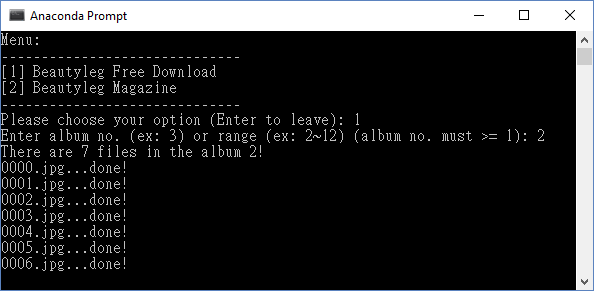 Anaconda Prompt
Menu:
------------------------------
[1] Beautyleg Free Download
[2] Beautyleg Magazine
------------------------------
Please choose your option (Enter to leave): 1
Enter album no. (ex: 3) or range (ex: 2~12) (album no. must >= 1): 2
There are 7 files in the album 2!
0000.jpg...done!
0001.jpg...done!
0002.jpg...done!
0003.jpg...done!
0004.jpg...done!
0005.jpg...done!
0006.jpg...done!